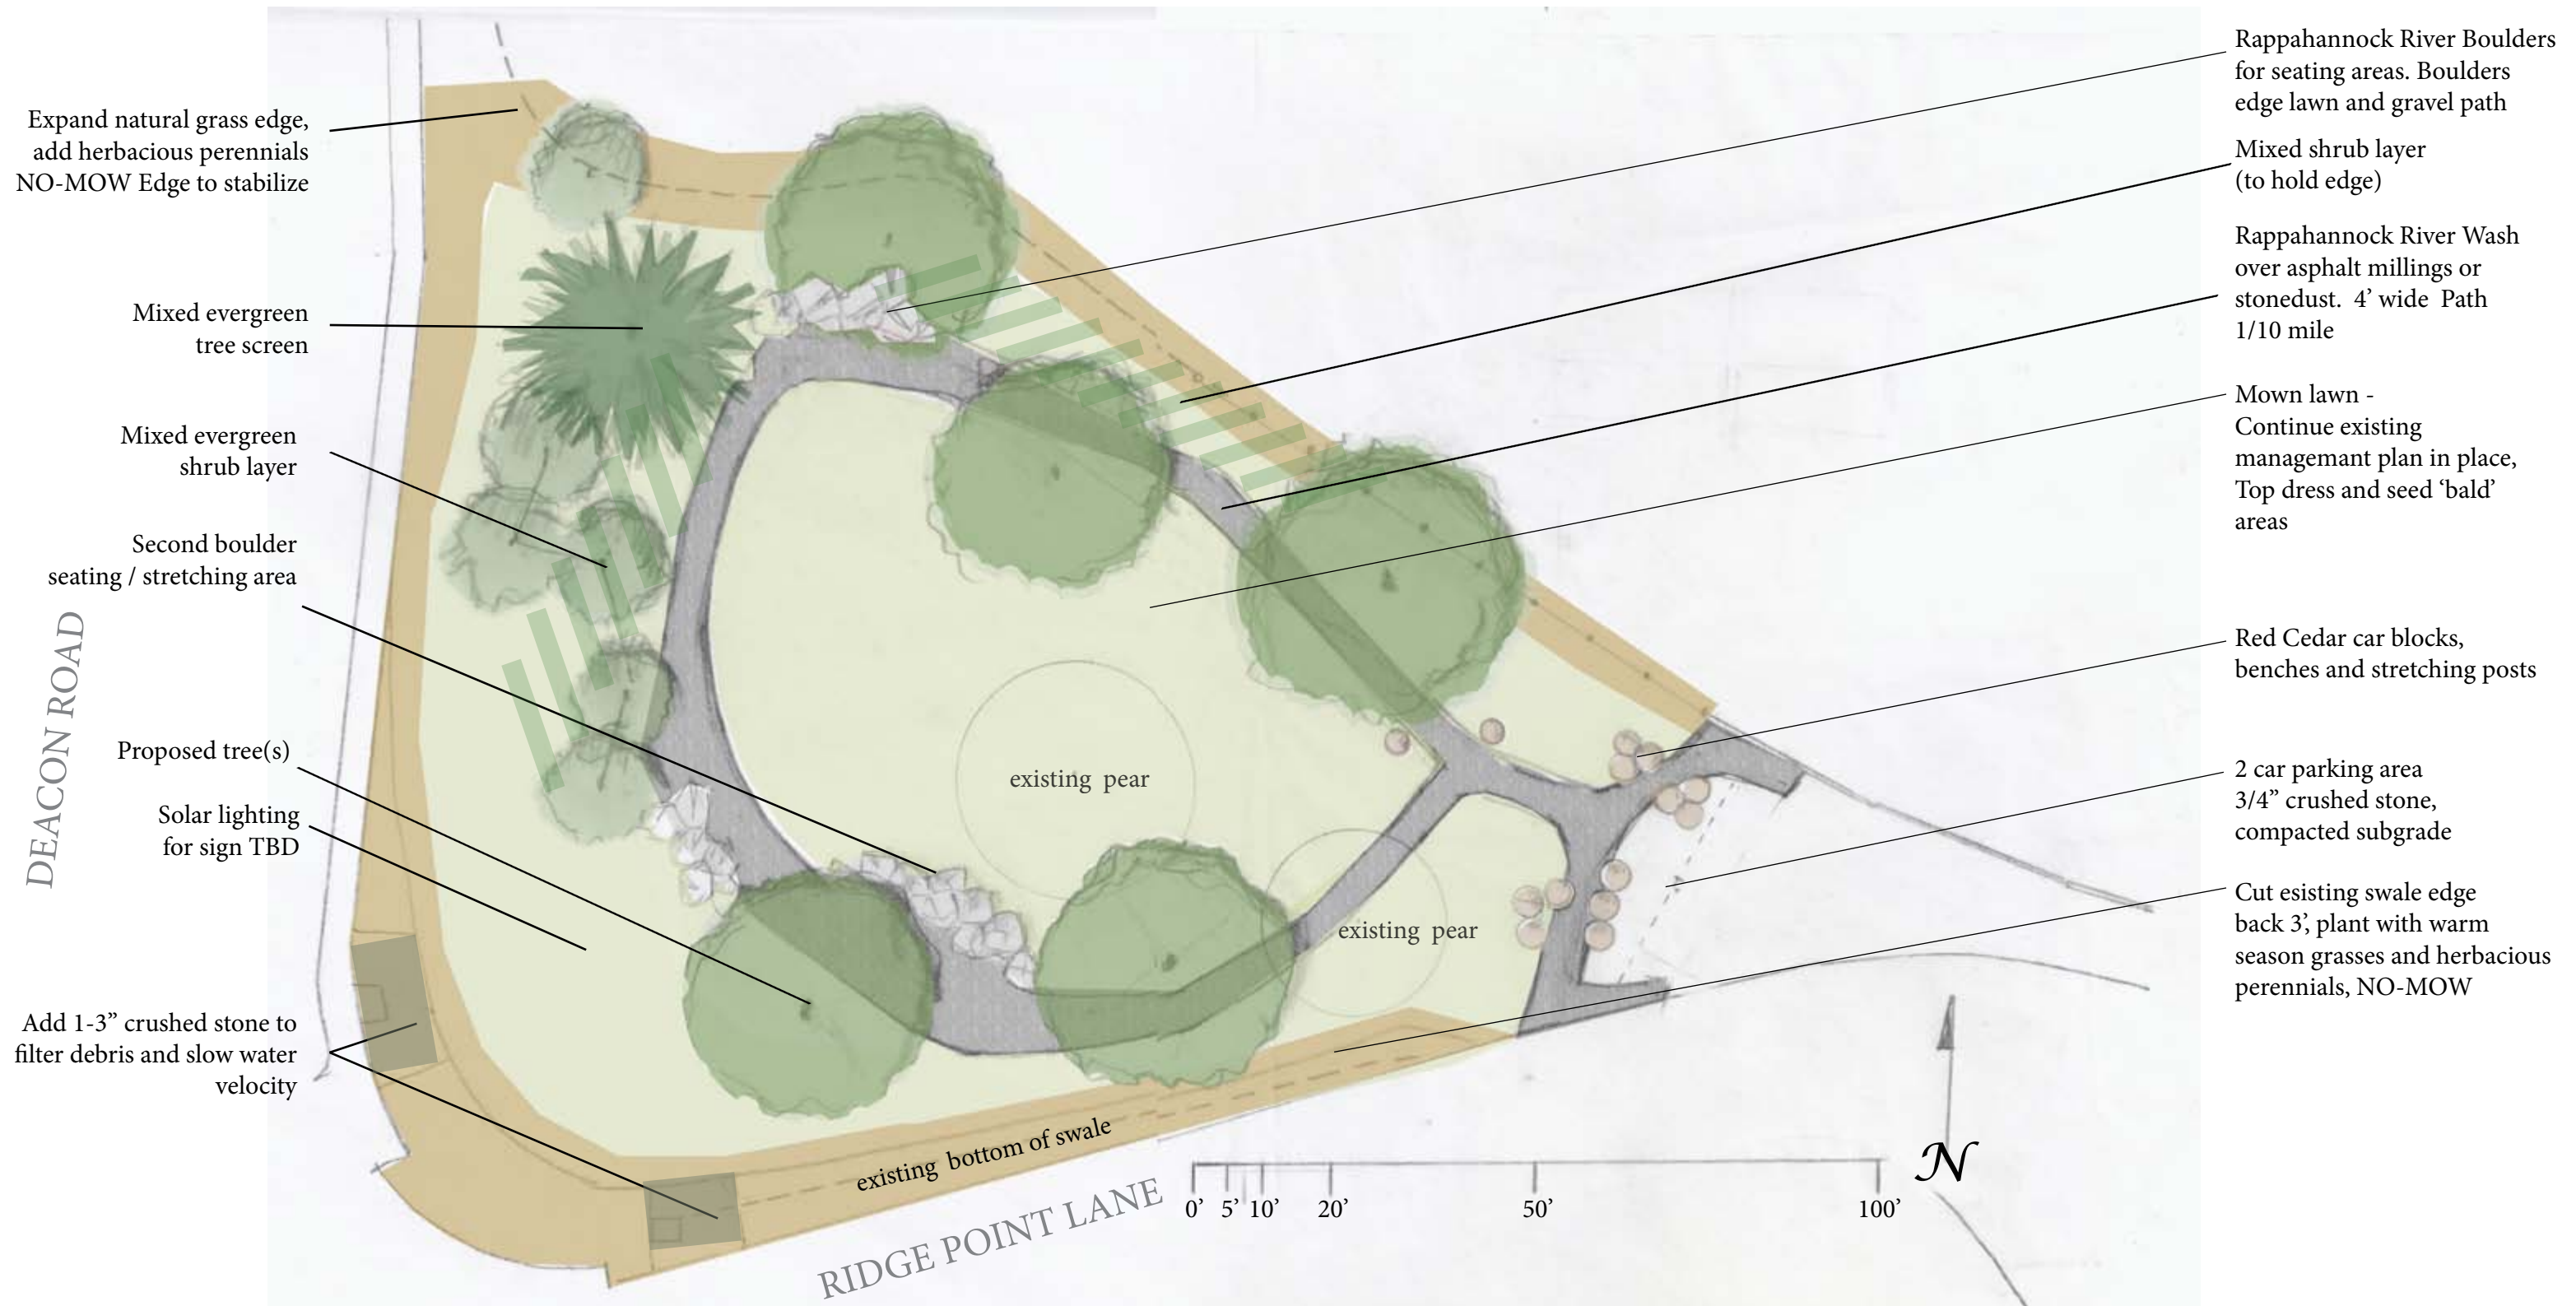 Expand natural grass edge,
add herbacious perennials
NO-MOW Edge to stabilize
Mixed evergreen
tree screen
Mixed evergreen
shrub layer
Second boulder
seating / stretching area
Proposed tree(s)
Solar lighting
for sign TBD
Add 1-3” crushed stone to
filter debris and slow water
velocity
DEACON ROAD
existing pear
existing pear
existing bottom of swale
RIDGE POINT LANE
0’ 5’ 10’ 20’ 50’ 100’
N
Rappahannock River Boulders
for seating areas. Boulders
edge lawn and gravel path
Mixed shrub layer
(to hold edge)
Rappahannock River Wash
over asphalt millings or
stonedust. 4’ wide Path
1/10 mile
Mown lawn -
Continue existing
managemant plan in place,
Top dress and seed ‘bald’
areas
Red Cedar car blocks,
benches and stretching posts
2 car parking area
3/4” crushed stone,
compacted subgrade
Cut esisting swale edge
back 3’, plant with warm
season grasses and herbacious
perennials, NO-MOW